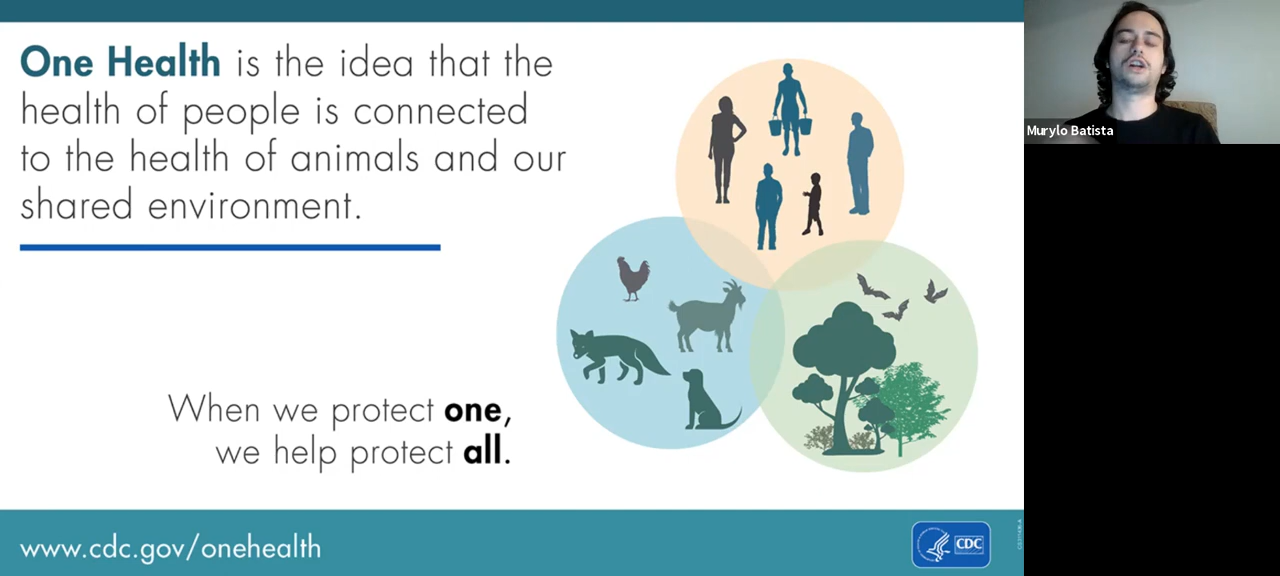 One Health is the idea that the
health of people is connected
to the health of animals and our
shared environment.
When we protect one,
we help protect all.
www.cdc.gov/onehealth
CDC
Murylo Batista